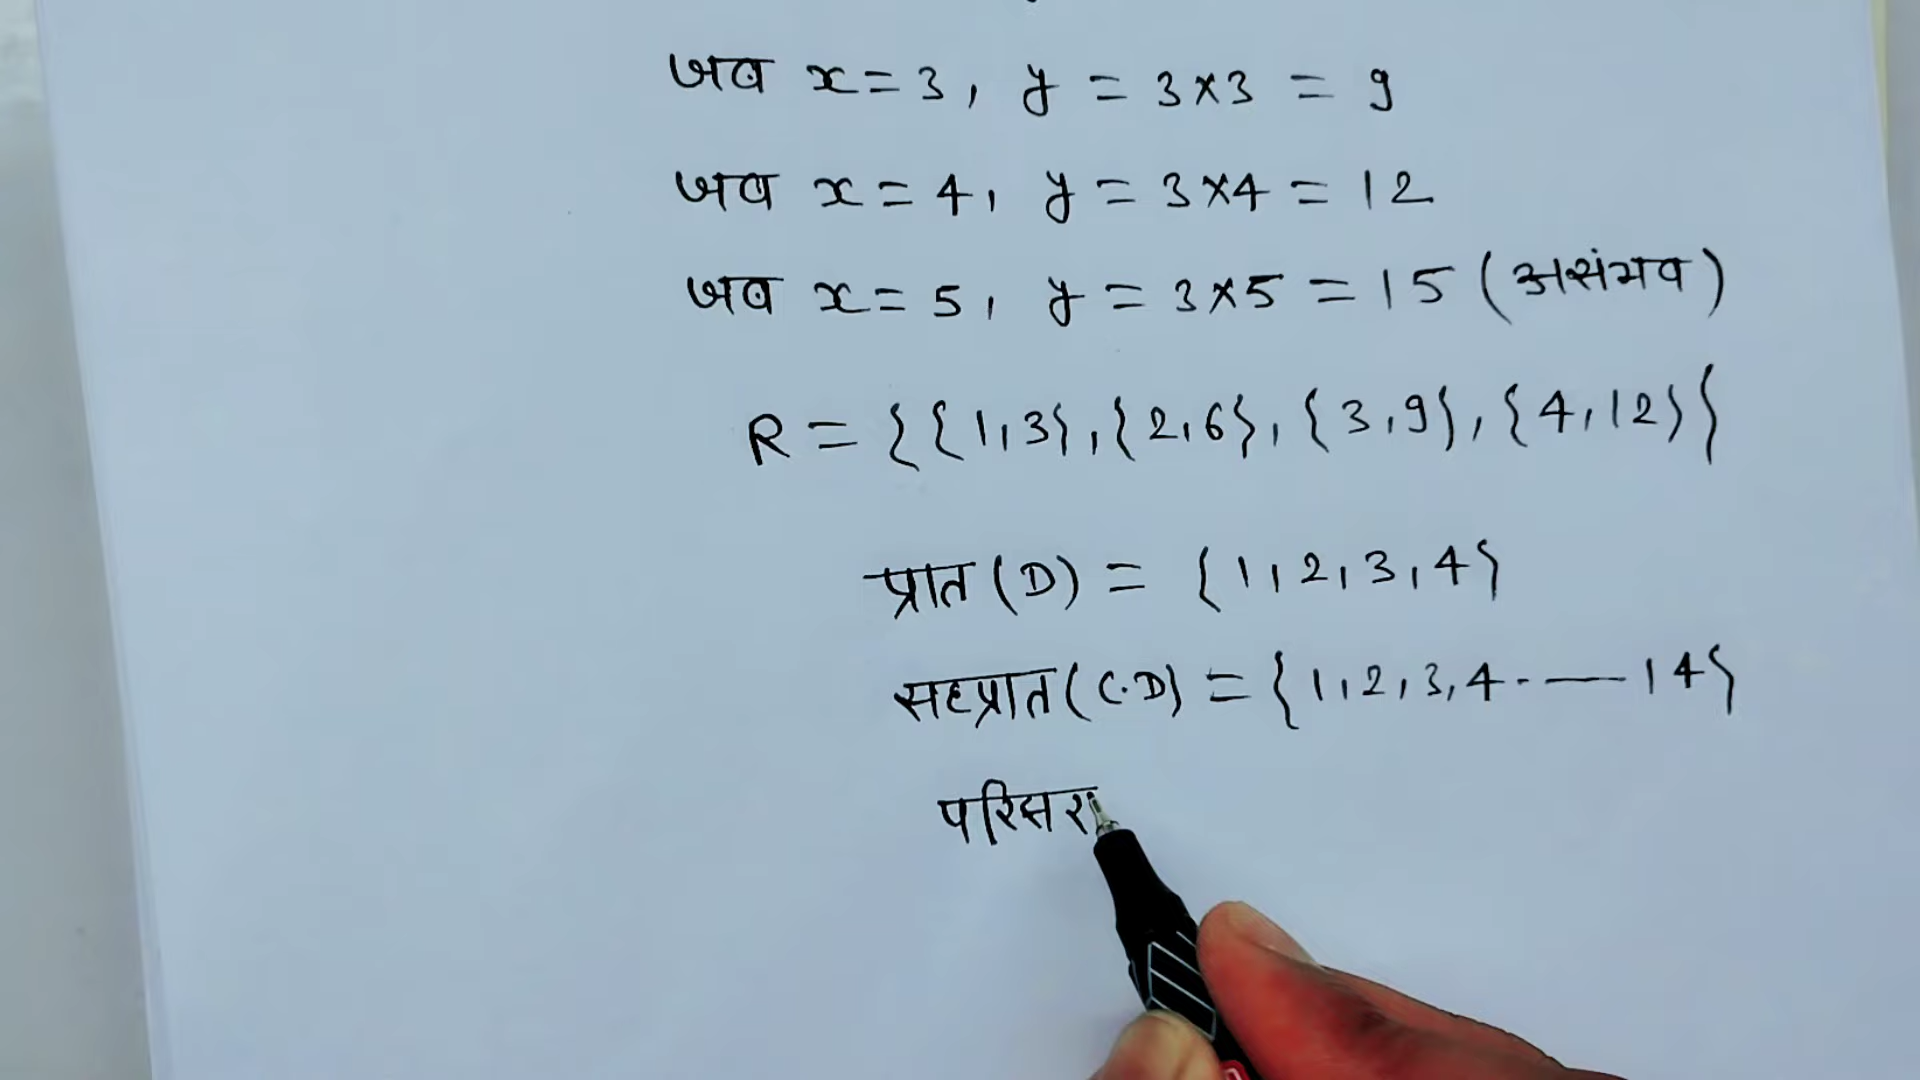 जब x = 3, y = 3×3 = 9
जब x = 4, y = 3×4 = 12
जब x = 5, y = 3×5 = 15 (असंभव)
R = {{1,3},{2,6},{3,9},{4,12}}
प्रात (D) = {1,2,3,4}
सहप्रात (C.D) = {1,2,3,4.—14}
परिसर